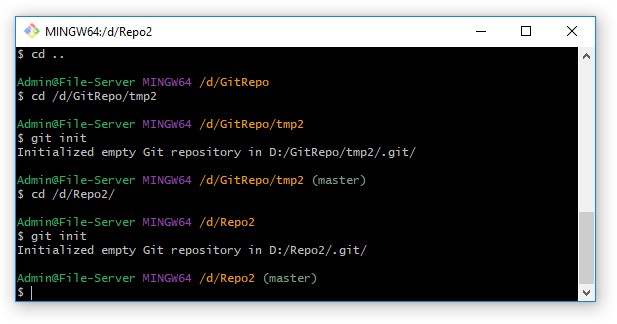 MINGW64:/d/Repo2
$ cd ..
Admin@File-Server MINGW64 /d/GitRepo
$ cd /d/GitRepo/tmp2
Admin@File-Server MINGW64 /d/GitRepo/tmp2
$ git init
Initialized empty Git repository in D:/GitRepo/tmp2/.git/
Admin@File-Server MINGW64 /d/GitRepo/tmp2 (master)
$ cd /d/Repo2/
Admin@File-Server MINGW64 /d/Repo2
$ git init
Initialized empty Git repository in D:/Repo2/.git/
Admin@File-Server MINGW64 /d/Repo2 (master)
$